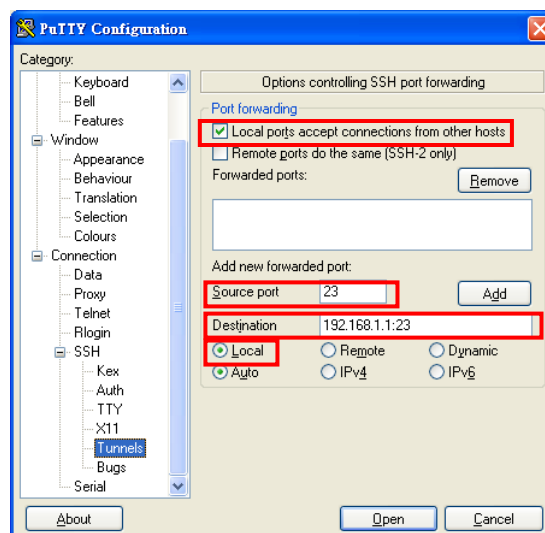 PuTTY Configuration
Category:
Keyboard
Bell
Features
Window
Appearance
Behaviour
Translation
Selection
Colours
Connection
Data
Proxy
Telnet
Rlogin
SSH
Kex
Auth
TTY
X11
Tunnels
Bugs
Serial
Options controlling SSH port forwarding
Port forwarding
Local ports accept connections from other hosts
Remote ports do the same (SSH-2 only)
Forwarded ports: Remove
Add new forwarded port:
Source port 23 Add
Destination 192.168.1.1:23
Local Remote Dynamic
Auto IPv4 IPv6
About Open Cancel